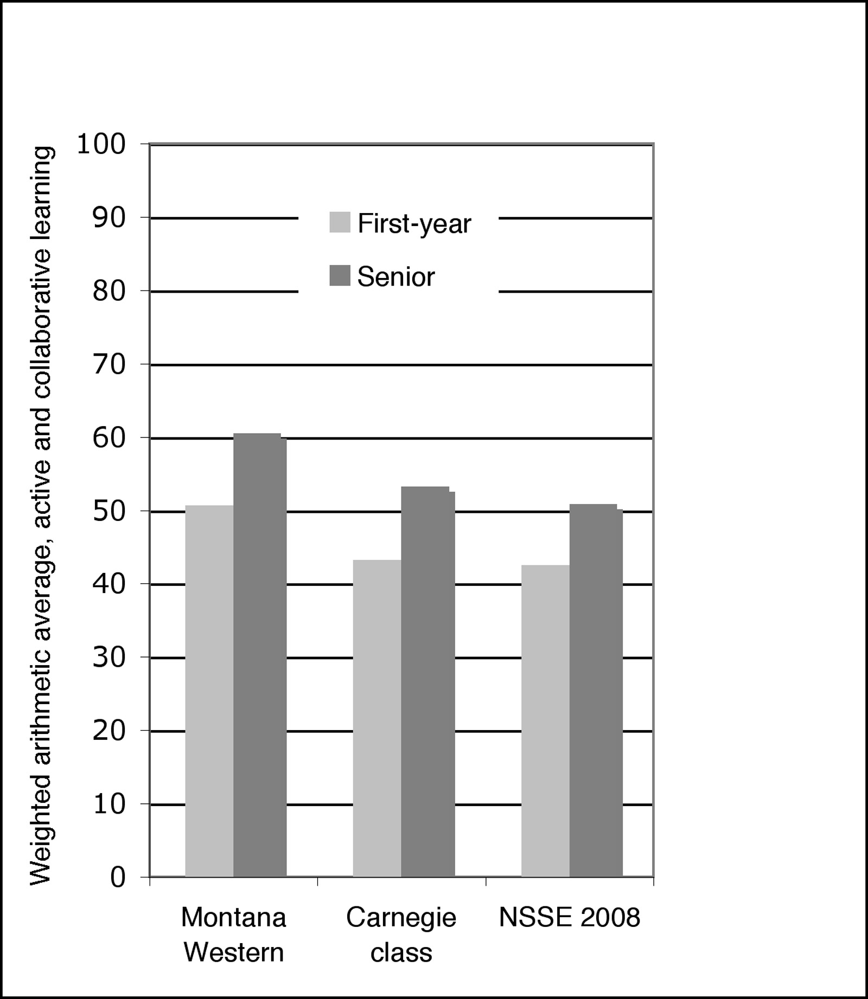 Weighted arithmetic average, active and collaborative learning
100
90
80
70
60
50
40
30
20
10
0
First-year
Senior
Montana
Western
Carnegie
class
NSSE 2008